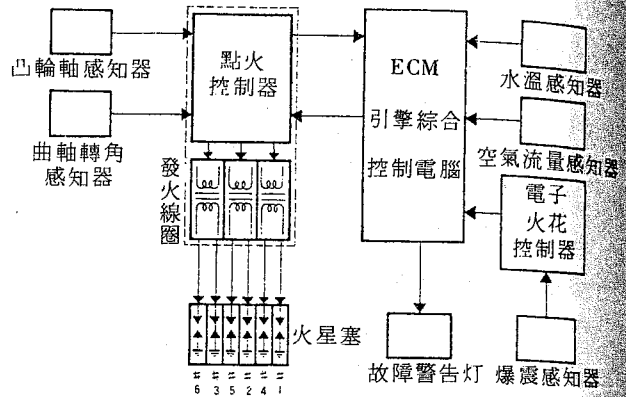 凸輪軸感知器
曲軸轉角
感知器
點火
控制器
發火線圈
ECM
引擎綜合
控制電腦
水溫感知器
空氣流量感知器
電子
火花
控制器
火星塞
故障警告灯
爆震感知器
#6 #3 #5 #2 #4 #1